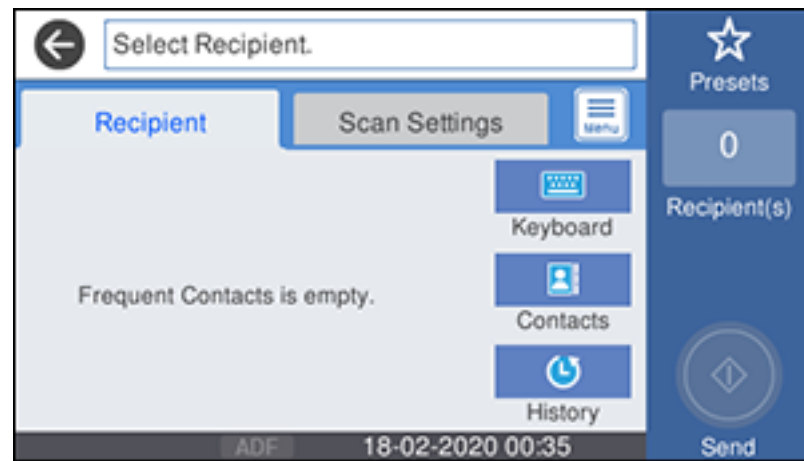 Select Recipient.
Presets
Recipient
Scan Settings
Menu
0
Recipient(s)
Keyboard
Frequent Contacts is empty.
Contacts
History
ADF
18-02-2020 00:35
Send